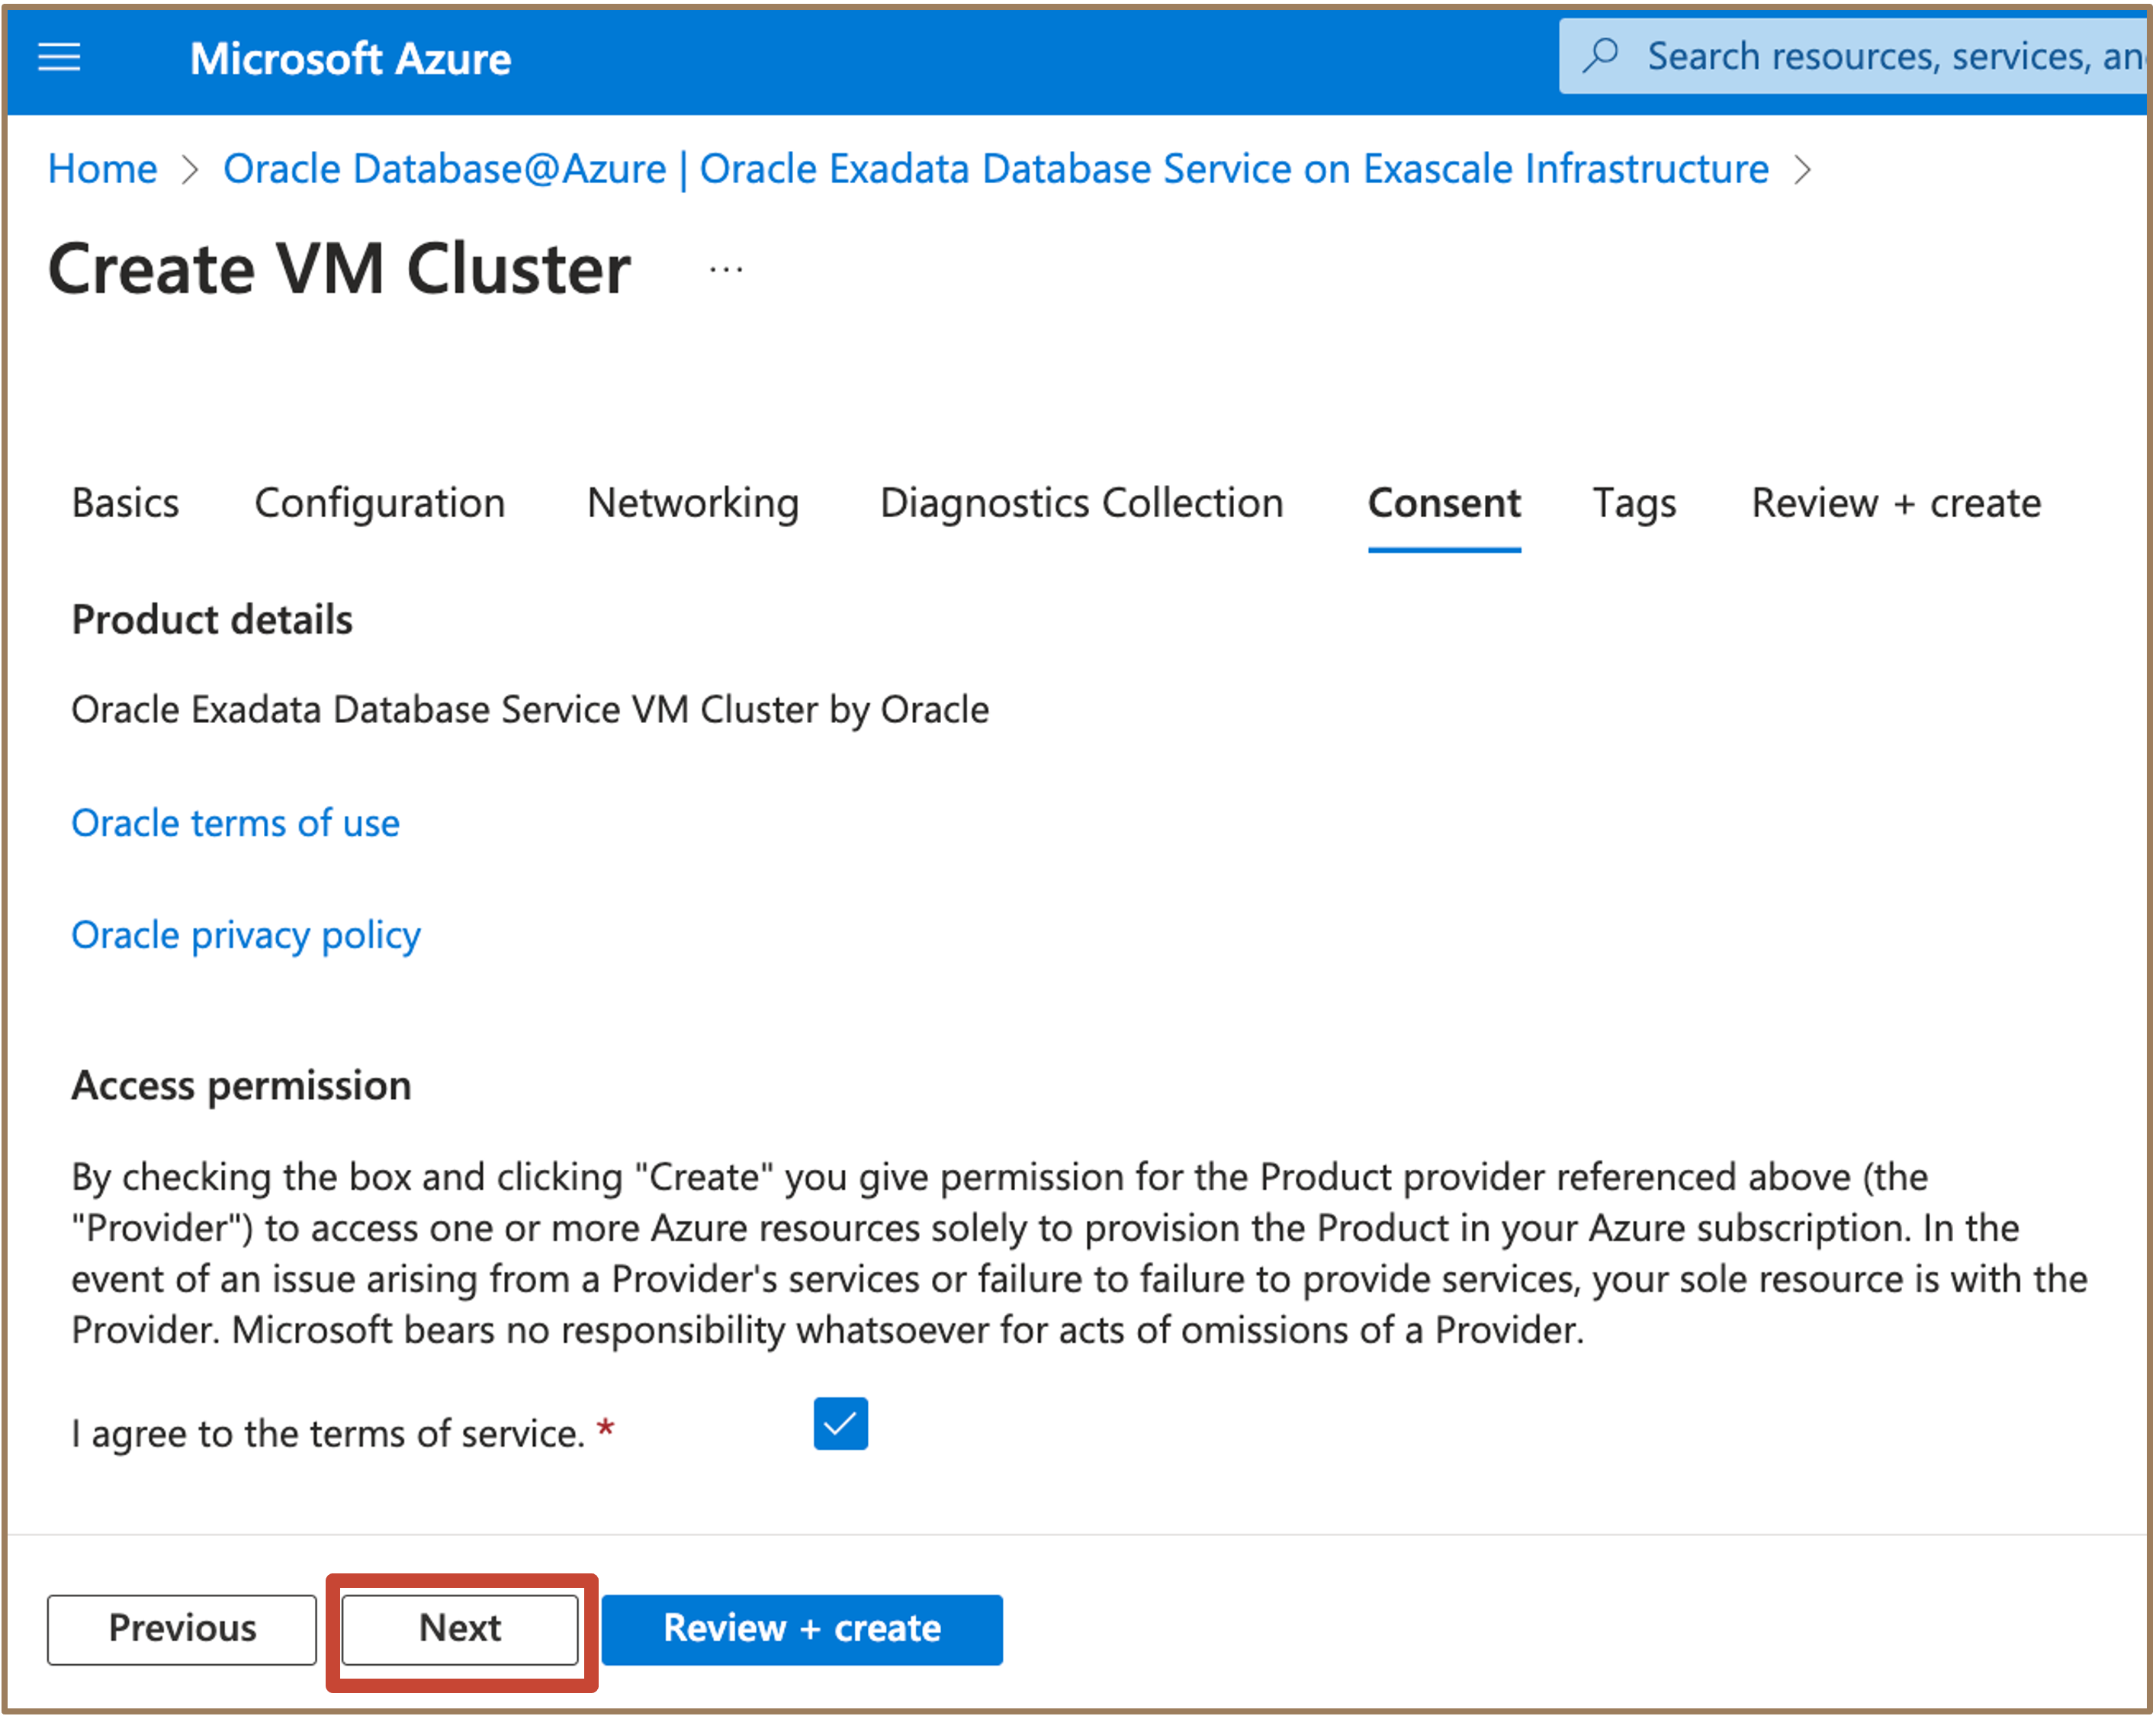 Microsoft Azure
Search resources, services, an
Home > Oracle Database@Azure | Oracle Exadata Database Service on Exascale Infrastructure >
Create VM Cluster ...
Basics Configuration Networking Diagnostics Collection Consent Tags Review + create
Product details
Oracle Exadata Database Service VM Cluster by Oracle
Oracle terms of use
Oracle privacy policy
Access permission
By checking the box and clicking "Create" you give permission for the Product provider referenced above (the
"Provider") to access one or more Azure resources solely to provision the Product in your Azure subscription. In the
event of an issue arising from a Provider's services or failure to failure to provide services, your sole resource is with the
Provider. Microsoft bears no responsibility whatsoever for acts of omissions of a Provider.
I agree to the terms of service. *
Previous Next Review + create